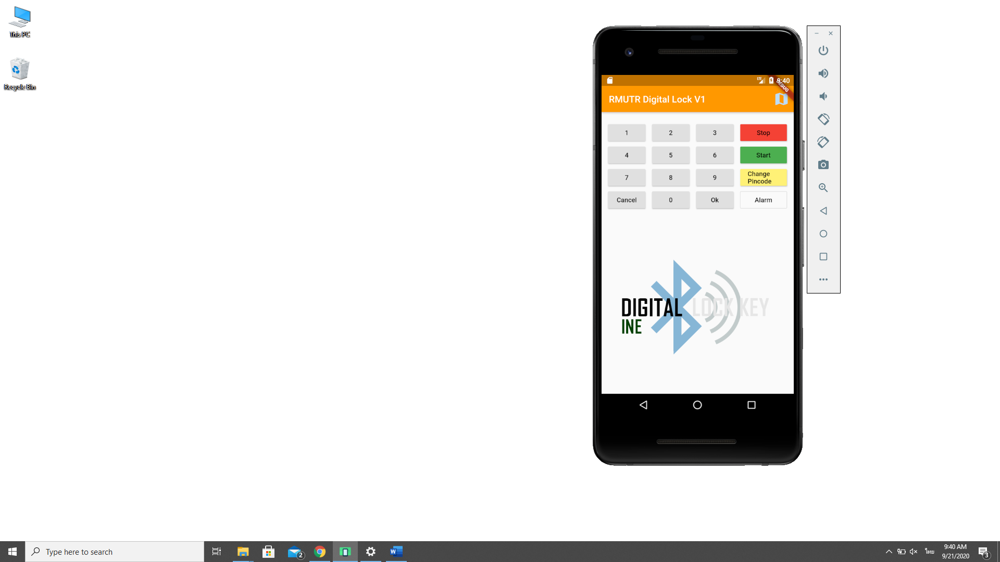 This PC
Recycle Bin
LTE
9:40
DEBUG
RMUTR Digital Lock V1
1
2
3
Stop
4
5
6
Start
7
8
9
Change
Pincode
Cancel
0
Ok
Alarm
DIGITAL LOCK KEY
INE
Type here to search
2
ไทย
9:40 AM
9/21/2020
3